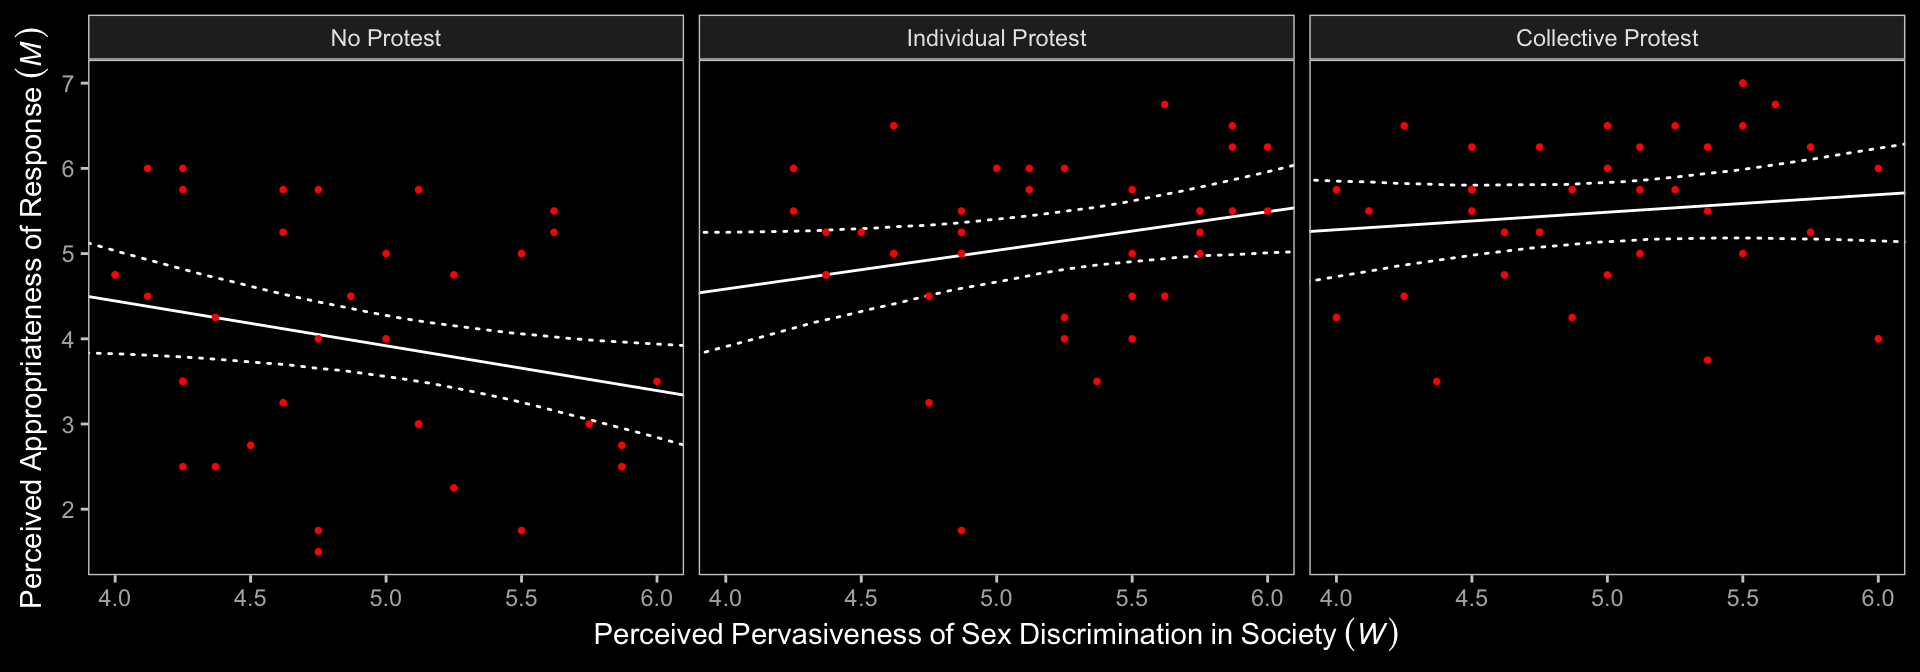 No Protest
Individual Protest
Collective Protest
Perceived Appropriateness of Response (M)
7
6
5
4
3
2
4.0 4.5 5.0 5.5 6.0
4.0 4.5 5.0 5.5 6.0
4.0 4.5 5.0 5.5 6.0
Perceived Pervasiveness of Sex Discrimination in Society (W)